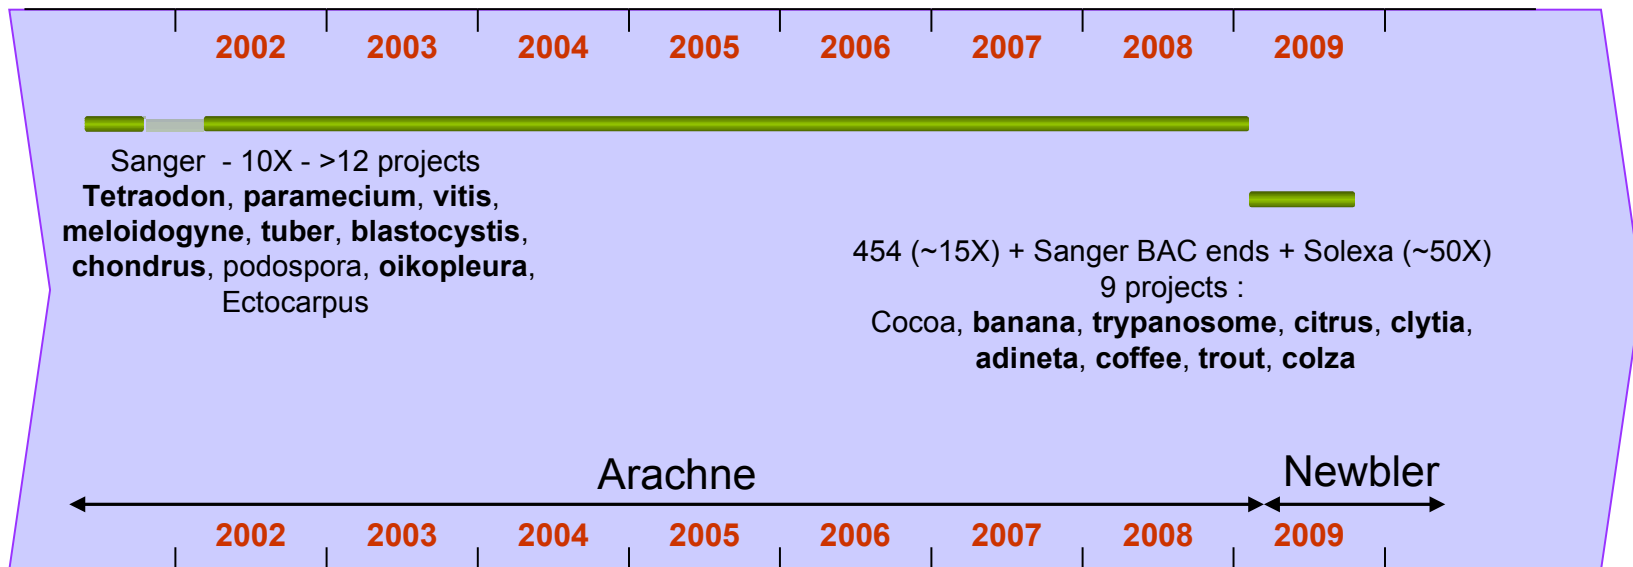 2002 2003 2004 2005 2006 2007 2008 2009
Sanger - 10X - >12 projects
Tetraodon, paramecium, vitis,
meloidogyne, tuber, blastocystis,
chondrus, podospora, oikopleura,
Ectocarpus
454 (~15X) + Sanger BAC ends + Solexa (~50X)
9 projects :
Cocoa, banana, trypanosome, citrus, clytia,
adineta, coffee, trout, colza
Arachne
Newbler
2002 2003 2004 2005 2006 2007 2008 2009